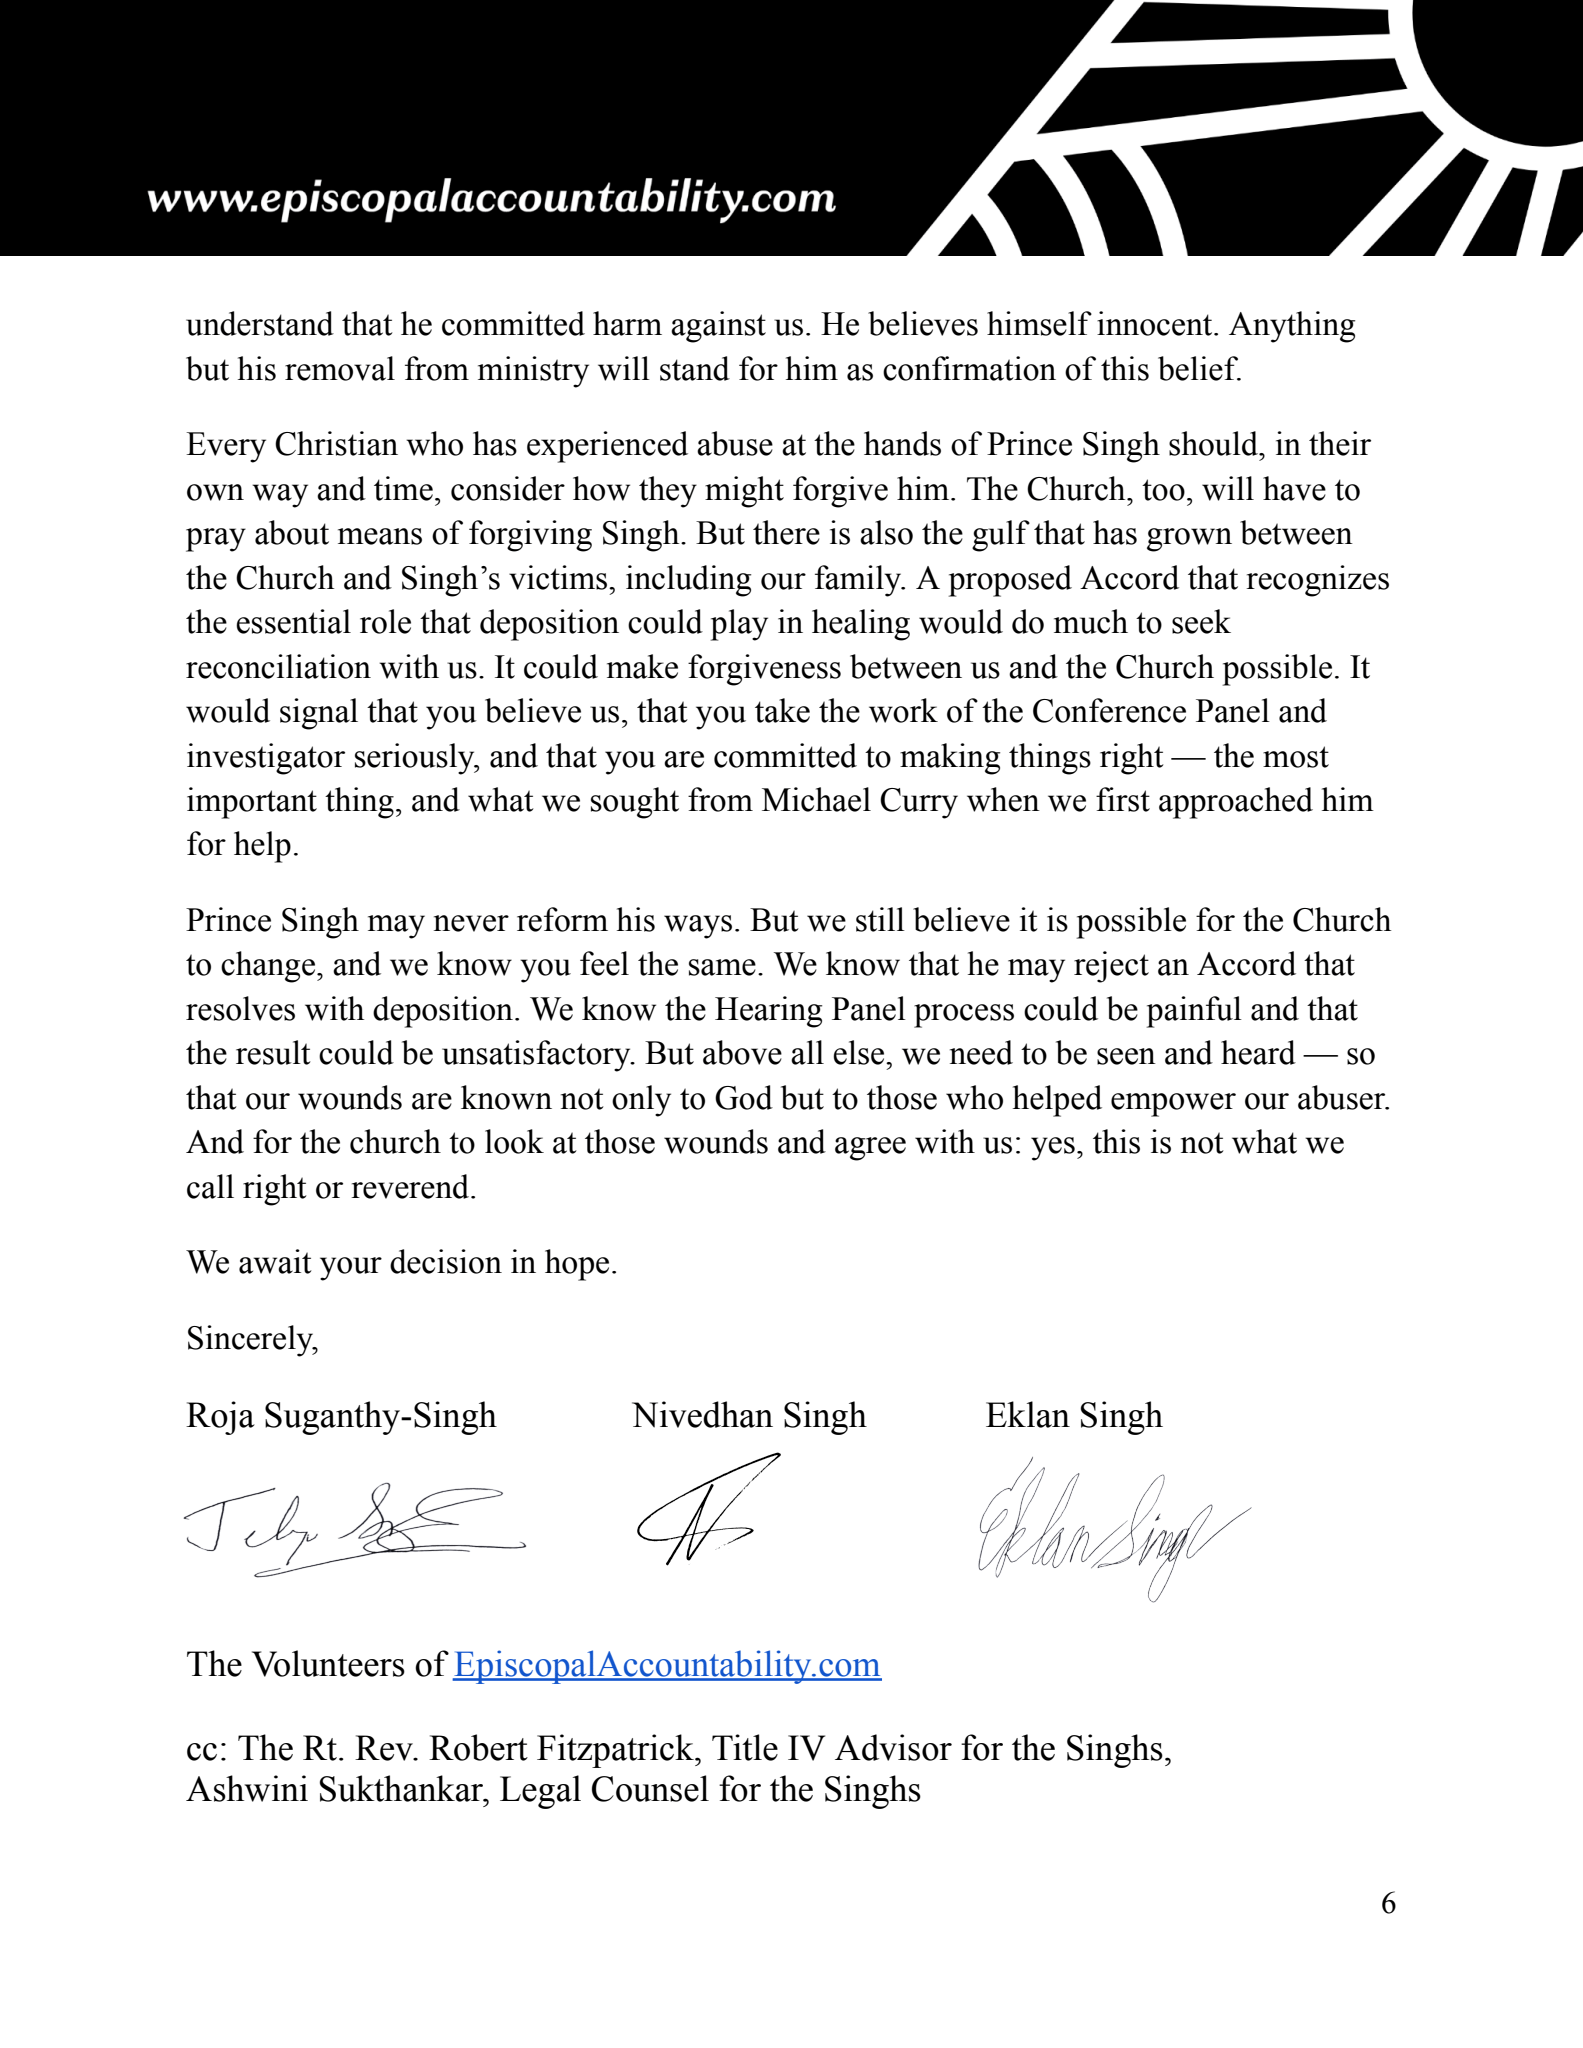 www.episcopalaccountability.com
understand that he committed harm against us. He believes himself innocent. Anything
but his removal from ministry will stand for him as confirmation of this belief.
Every Christian who has experienced abuse at the hands of Prince Singh should, in their
own way and time, consider how they might forgive him. The Church, too, will have to
pray about means of forgiving Singh. But there is also the gulf that has grown between
the Church and Singh’s victims, including our family. A proposed Accord that recognizes
the essential role that deposition could play in healing would do much to seek
reconciliation with us. It could make forgiveness between us and the Church possible. It
would signal that you believe us, that you take the work of the Conference Panel and
investigator seriously, and that you are committed to making things right — the most
important thing, and what we sought from Michael Curry when we first approached him
for help.
Prince Singh may never reform his ways. But we still believe it is possible for the Church
to change, and we know you feel the same. We know that he may reject an Accord that
resolves with deposition. We know the Hearing Panel process could be painful and that
the result could be unsatisfactory. But above all else, we need to be seen and heard — so
that our wounds are known not only to God but to those who helped empower our abuser.
And for the church to look at those wounds and agree with us: yes, this is not what we
call right or reverend.
We await your decision in hope.
Sincerely,
Roja Suganthy-Singh Nivedhan Singh Eklan Singh
Eklan Singh
The Volunteers of EpiscopalAccountability.com
cc: The Rt. Rev. Robert Fitzpatrick, Title IV Advisor for the Singhs,
Ashwini Sukthankar, Legal Counsel for the Singhs
6